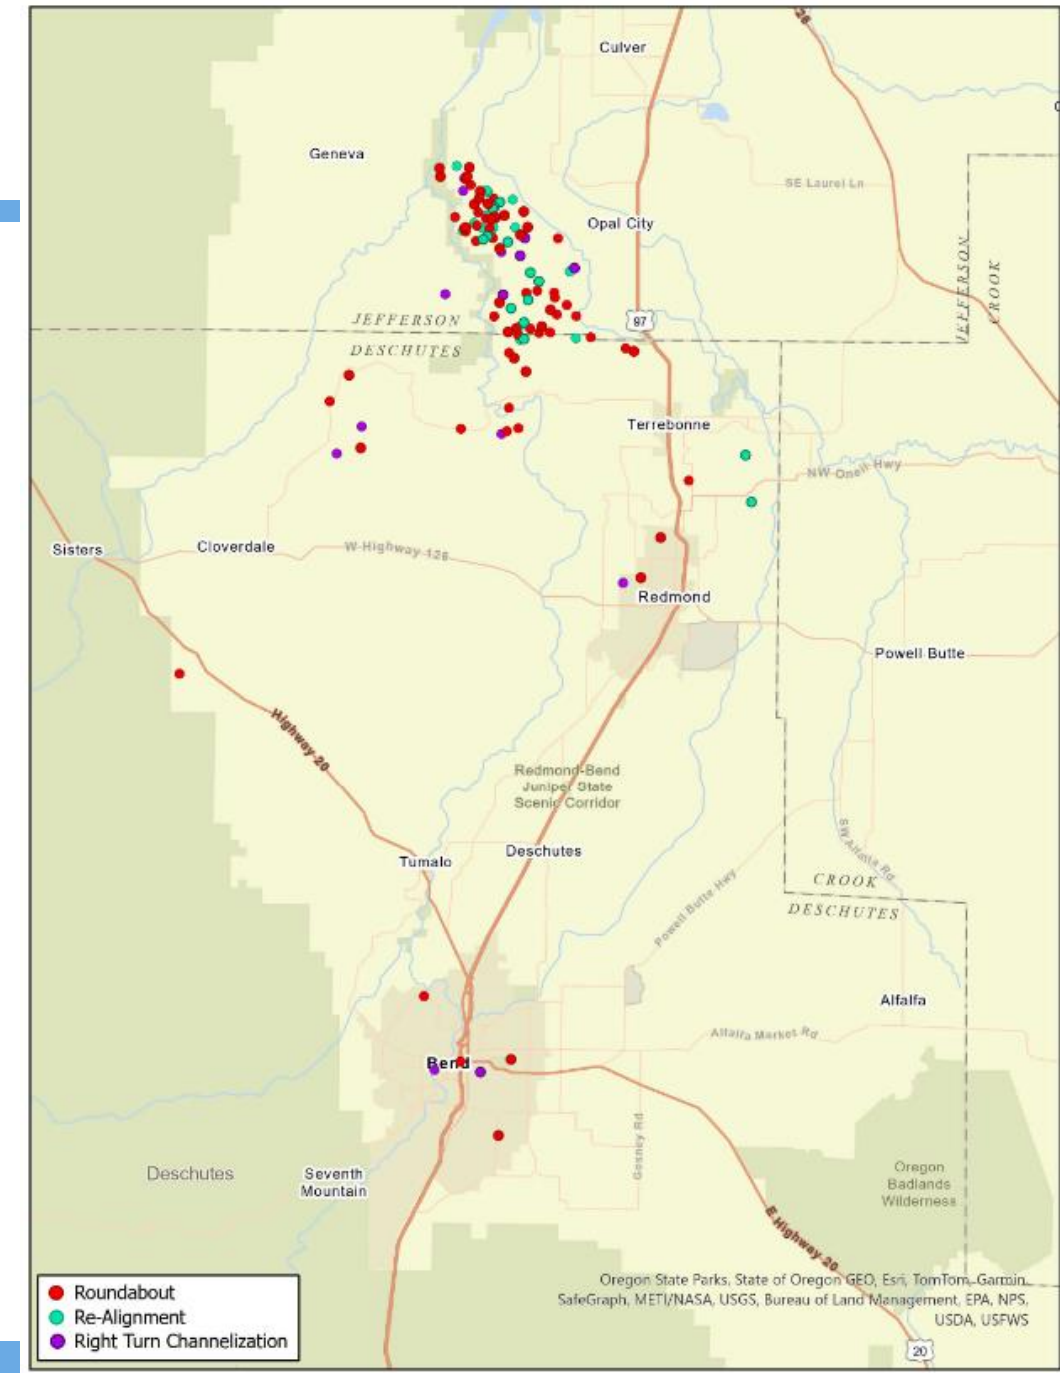 26
Culver
Geneva
SE Laurel Ln
Opal City
JEFFERSON
CROOK
JEFFERSON
DESCHUTES
97
Terrebonne
NW Oneil Hwy
Sisters
Cloverdale
W Highway 126
Redmond
Powell Butte
Highway 20
Redmond-Bend
Juniper State
Scenic Corridor
Tumalo
Deschutes
SW Alfalfa Rd
CROOK
DESCHUTES
Powell Butte Hwy
Alfalfa
Alfalfa Market Rd
Bend
Gosney Rd
Deschutes
Seventh
Mountain
Oregon
Badlands
Wilderness
E Highway 20
Roundabout
Re-Alignment
Right Turn Channelization
Oregon State Parks, State of Oregon GEO, Esri, TomTom, Garmin,
SafeGraph, METI/NASA, USGS, Bureau of Land Management, EPA, NPS,
USDA, USFWS
20